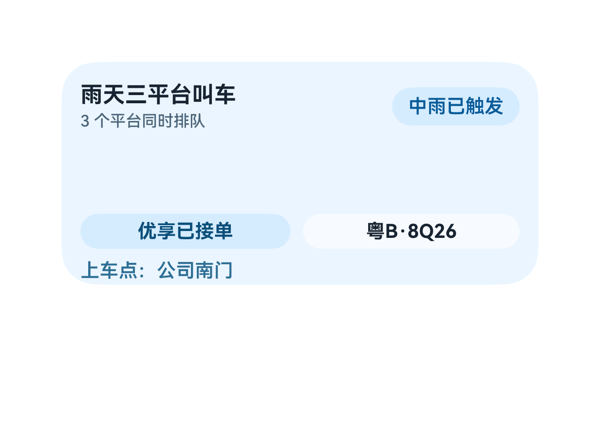 雨天三平台叫车
3 个平台同时排队
中雨已触发
优享已接单
粤B·8Q26
上车点：公司南门